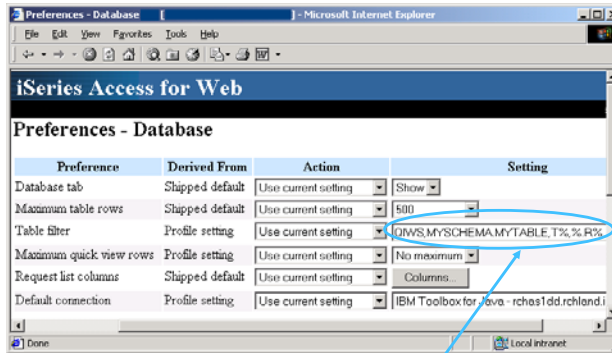 Preferences - Database [ ] - Microsoft Internet Explorer
File Edit View Favorites Tools Help
iSeries Access for Web
Preferences - Database
Preference Derived From Action Setting
Database tab Shipped default Use current setting Show
Maximum table rows Shipped default Use current setting 500
Table filter Profile setting Use current setting QIWS,MYSCHEMA.MYTABLE,T%,%.R%,
Maximum quick view rows Profile setting Use current setting No maximum
Request list columns Shipped default Use current setting Columns...
Default connection Profile setting Use current setting IBM Toolbox for Java - rchas1dd.rchland.i
Done Local intranet